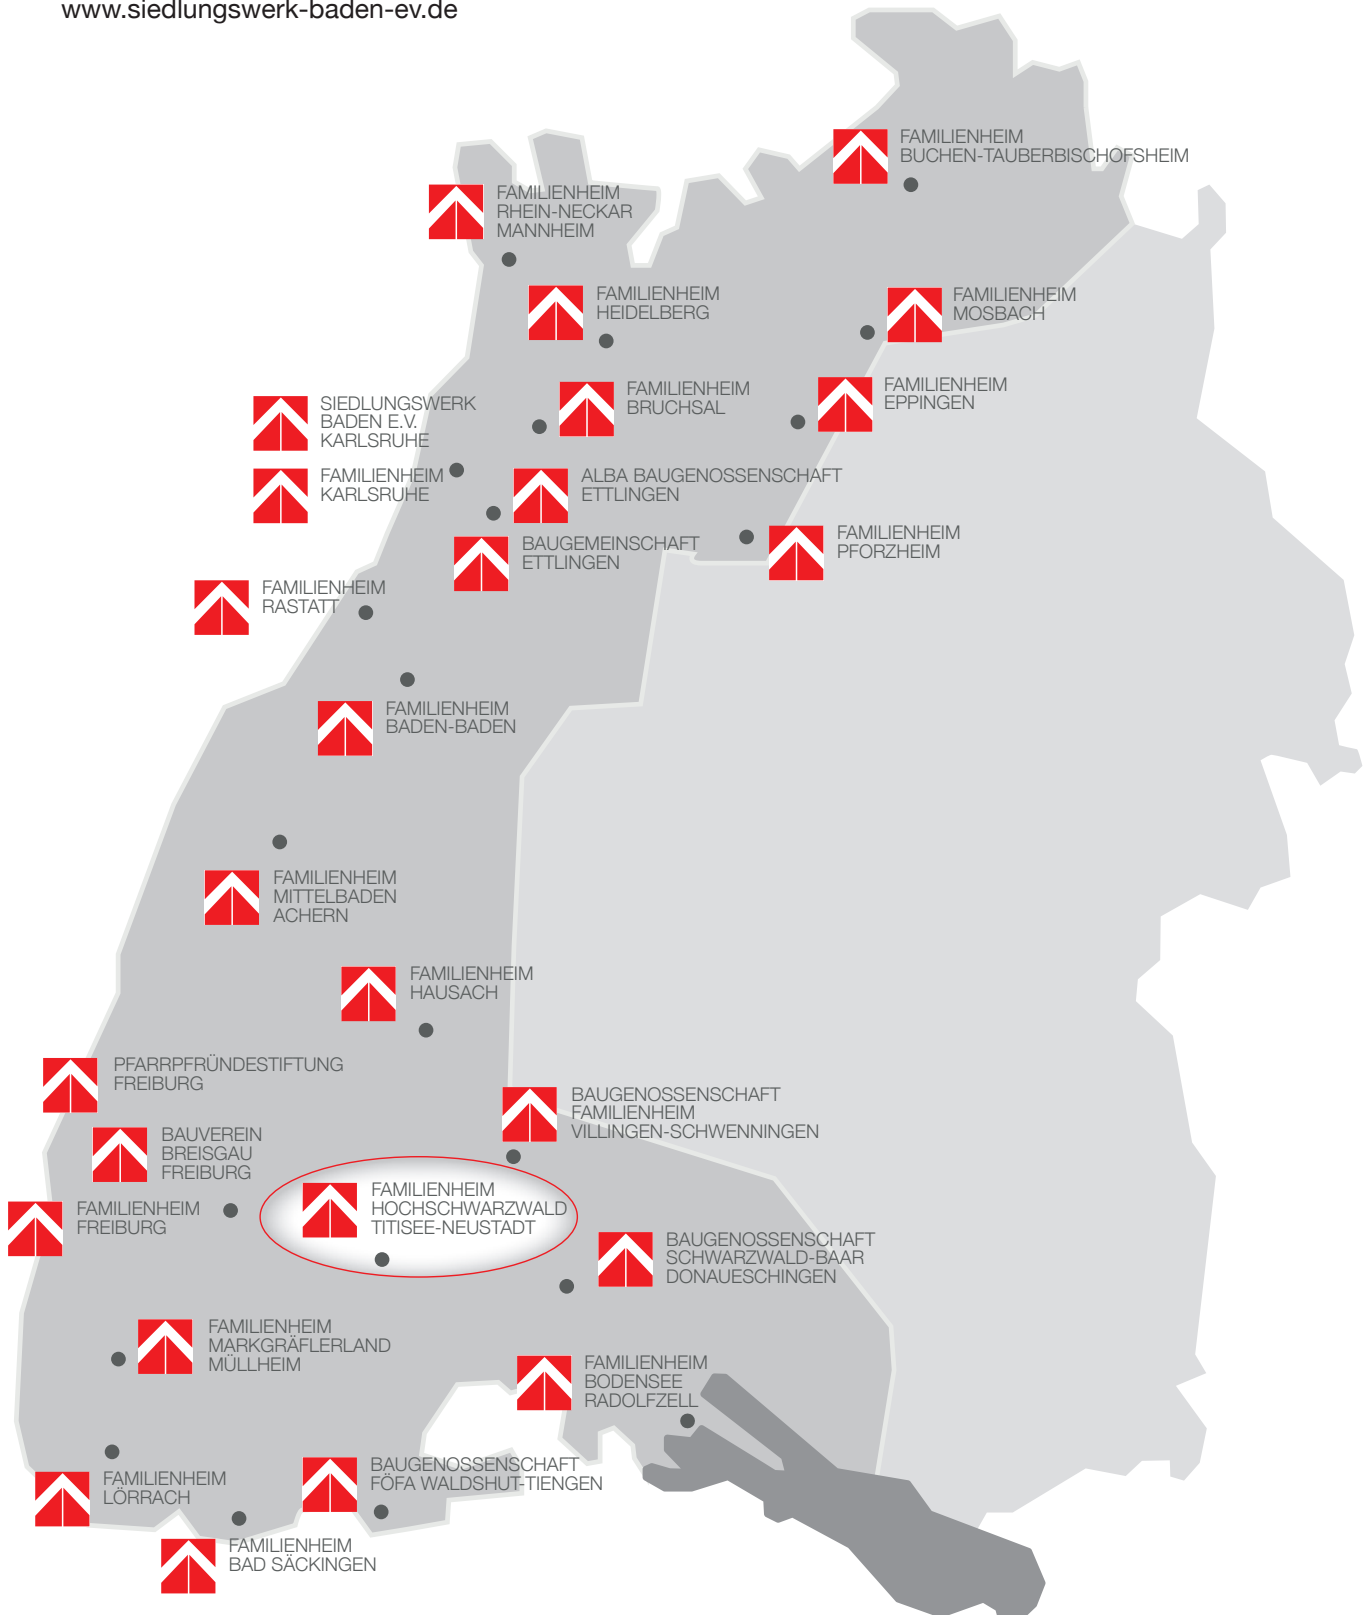 www.siedlungswerk-baden-ev.de
FAMILIENHEIM
BUCHEN-TAUBERBISCHOFSHEIM
FAMILIENHEIM
RHEIN-NECKAR
MANNHEIM
FAMILIENHEIM
HEIDELBERG
FAMILIENHEIM
MOSBACH
FAMILIENHEIM
BRUCHSAL
FAMILIENHEIM
EPPINGEN
SIEDLUNGSWERK
BADEN E.V.
KARLSRUHE
FAMILIENHEIM
KARLSRUHE
ALBA BAUGENOSSENSCHAFT
ETTLINGEN
BAUGEMEINSCHAFT
ETTLINGEN
FAMILIENHEIM
PFORZHEIM
FAMILIENHEIM
RASTATT
FAMILIENHEIM
BADEN-BADEN
FAMILIENHEIM
MITTELBADEN
ACHERN
FAMILIENHEIM
HAUSACH
PFARRPFRÜNDESTIFTUNG
FREIBURG
BAUGENOSSENSCHAFT
FAMILIENHEIM
VILLINGEN-SCHWENNINGEN
BAUVEREIN
BREISGAU
FREIBURG
FAMILIENHEIM
HOCHSCHWARZWALD
TITISEE-NEUSTADT
FAMILIENHEIM
FREIBURG
BAUGENOSSENSCHAFT
SCHWARZWALD-BAAR
DONAUESCHINGEN
FAMILIENHEIM
MARKGRÄFLERLAND
MÜLLHEIM
FAMILIENHEIM
BODENSEE
RADOLFZELL
BAUGENOSSENSCHAFT
FÖFA WALDSHUT-TIENGEN
FAMILIENHEIM
LÖRRACH
FAMILIENHEIM
BAD SÄCKINGEN